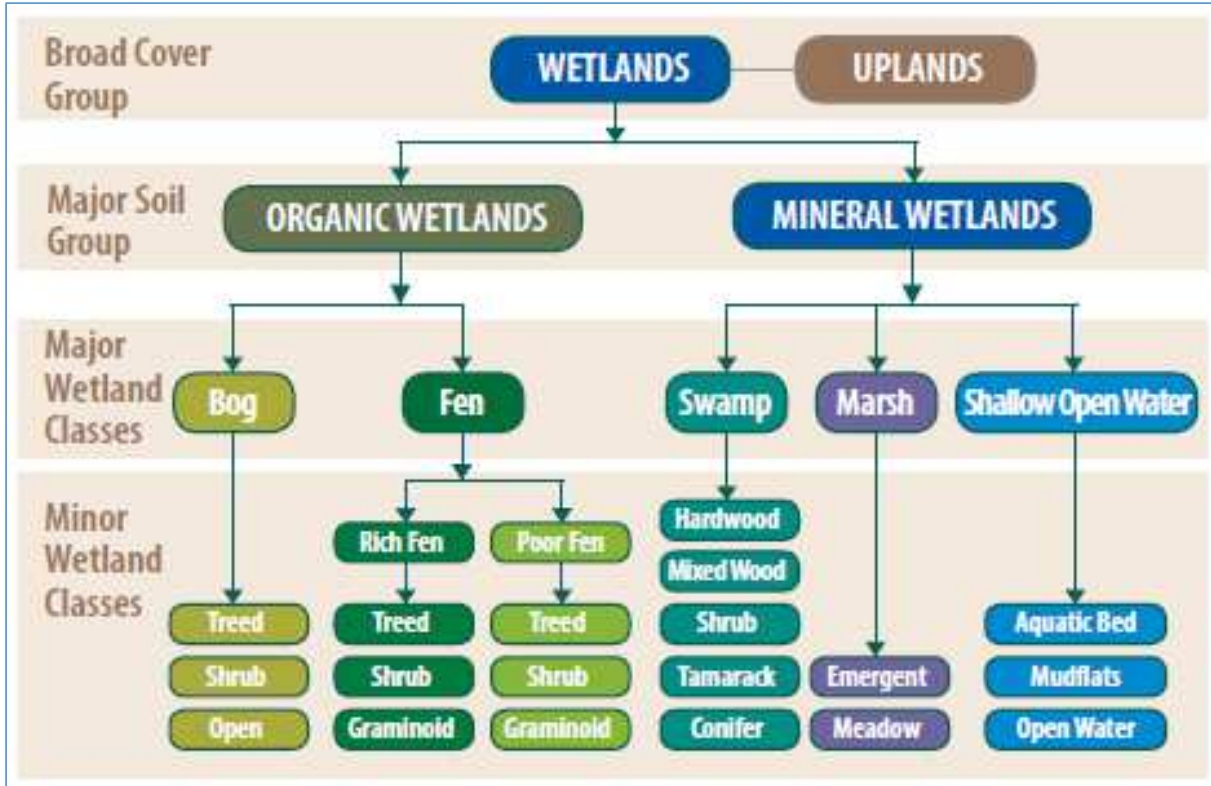 Broad Cover
Group
WETLANDS
UPLANDS
Major Soil
Group
ORGANIC WETLANDS
MINERAL WETLANDS
Major
Wetland
Classes
Bog
Fen
Swamp
Marsh
Shallow Open Water
Minor
Wetland
Classes
Treed
Shrub
Open
Rich Fen
Treed
Shrub
Graminoid
Poor Fen
Treed
Shrub
Graminoid
Hardwood
Mixed Wood
Shrub
Tamarack
Conifer
Emergent
Meadow
Aquatic Bed
Mudflats
Open Water